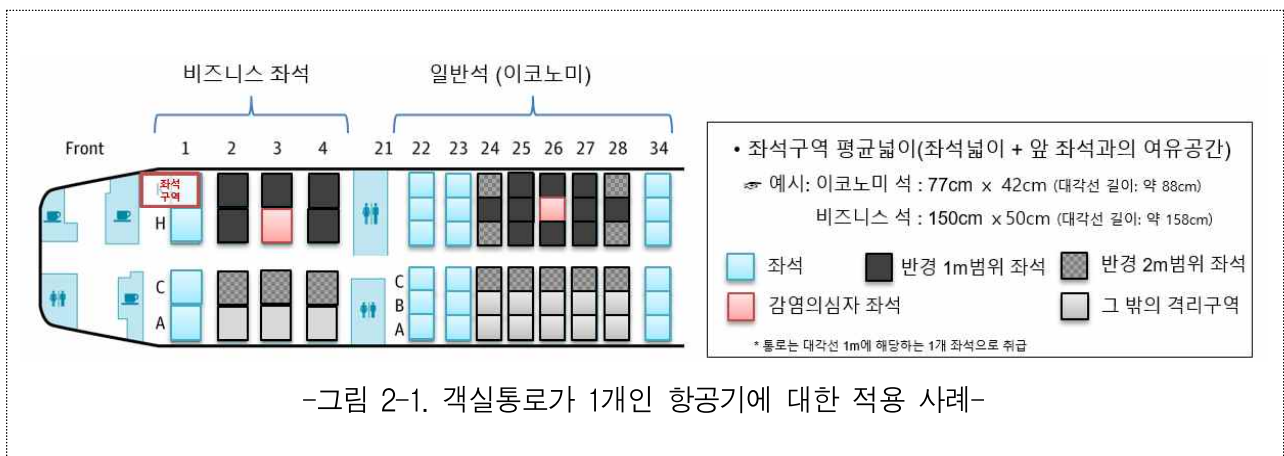 비즈니스 좌석
일반석 (이코노미)
Front
1 2 3 4 21 22 23 24 25 26 27 28 34
좌석
구역
H
C
A
C
B
A
• 좌석구역 평균넓이(좌석넓이 + 앞 좌석과의 여유공간)
☞ 예시: 이코노미 석 : 77cm x 42cm (대각선 길이: 약 88cm)
비즈니스 석 : 150cm x 50cm (대각선 길이: 약 158cm)
좌석 반경 1m범위 좌석 반경 2m범위 좌석
감염의심자 좌석 그 밖의 격리구역
* 통로는 대각선 1m에 해당하는 1개 좌석으로 취급
-그림 2-1. 객실통로가 1개인 항공기에 대한 적용 사례-